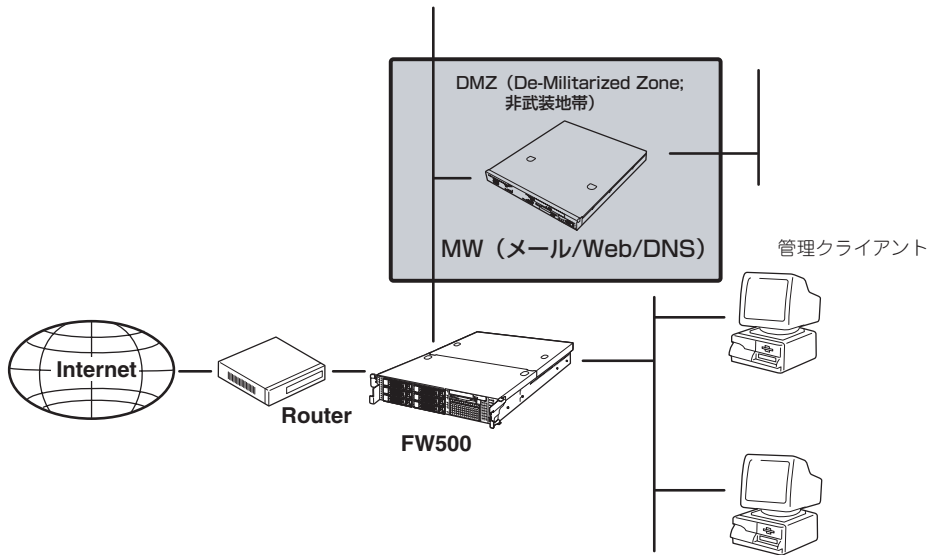 DMZ（De-Militarized Zone;
非武装地帯）
MW（メール/Web/DNS）
管理クライアント
Internet
Router
FW500